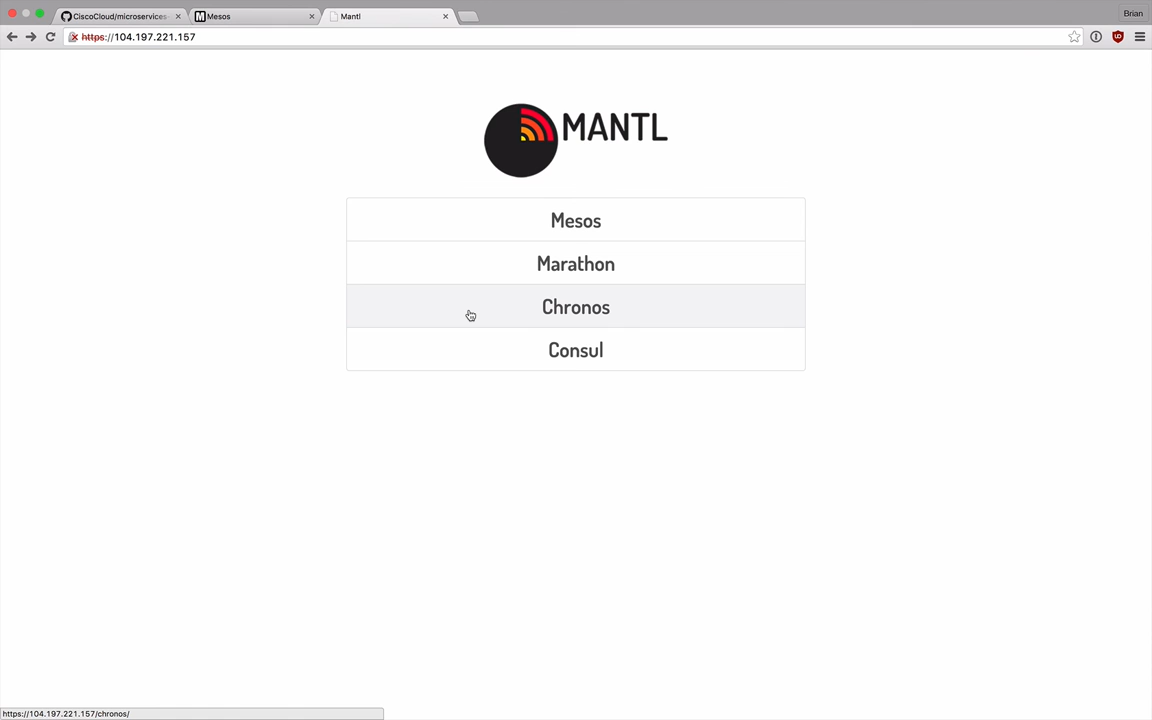 CiscoCloud/microservices-
Mesos
Mantl
Brian
https://104.197.221.157
MANTL
Mesos
Marathon
Chronos
Consul
https://104.197.221.157/chronos/